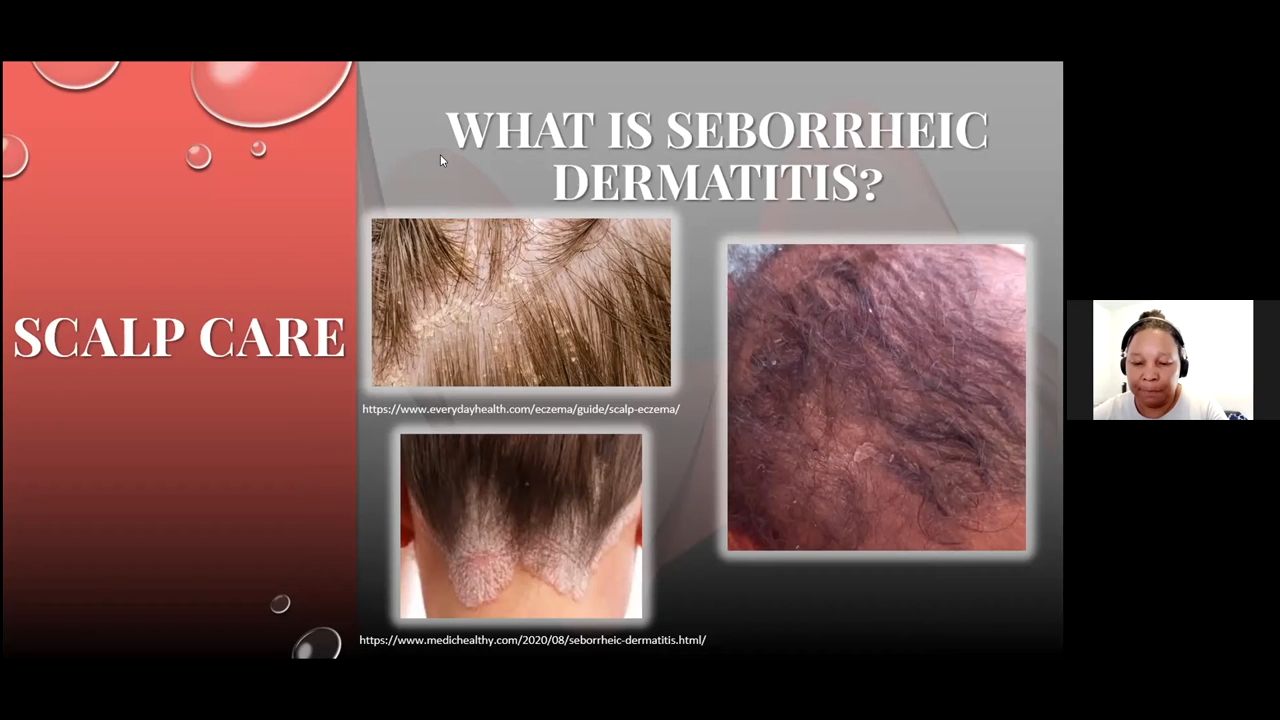 SCALP CARE
WHAT IS SEBORRHEIC
DERMATITIS?
https://www.everydayhealth.com/eczema/guide/scalp-eczema/
https://www.medichealthy.com/2020/08/seborrheic-dermatitis.html/